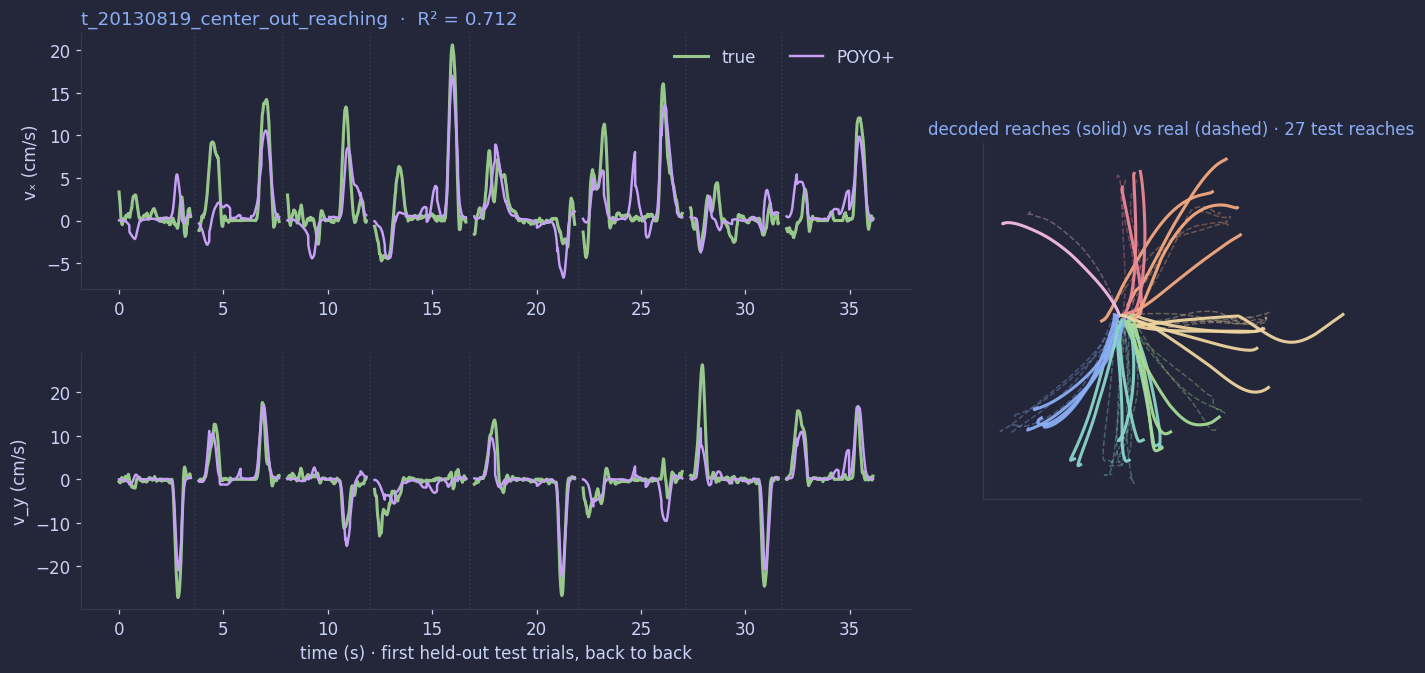 t_20130819_center_out_reaching · R² = 0.712
true
POYO+
20
15
10
5
0
−5
vₓ (cm/s)
0 5 10 15 20 25 30 35
20
10
0
−10
−20
v_y (cm/s)
0 5 10 15 20 25 30 35
time (s) · first held-out test trials, back to back
decoded reaches (solid) vs real (dashed) · 27 test reaches